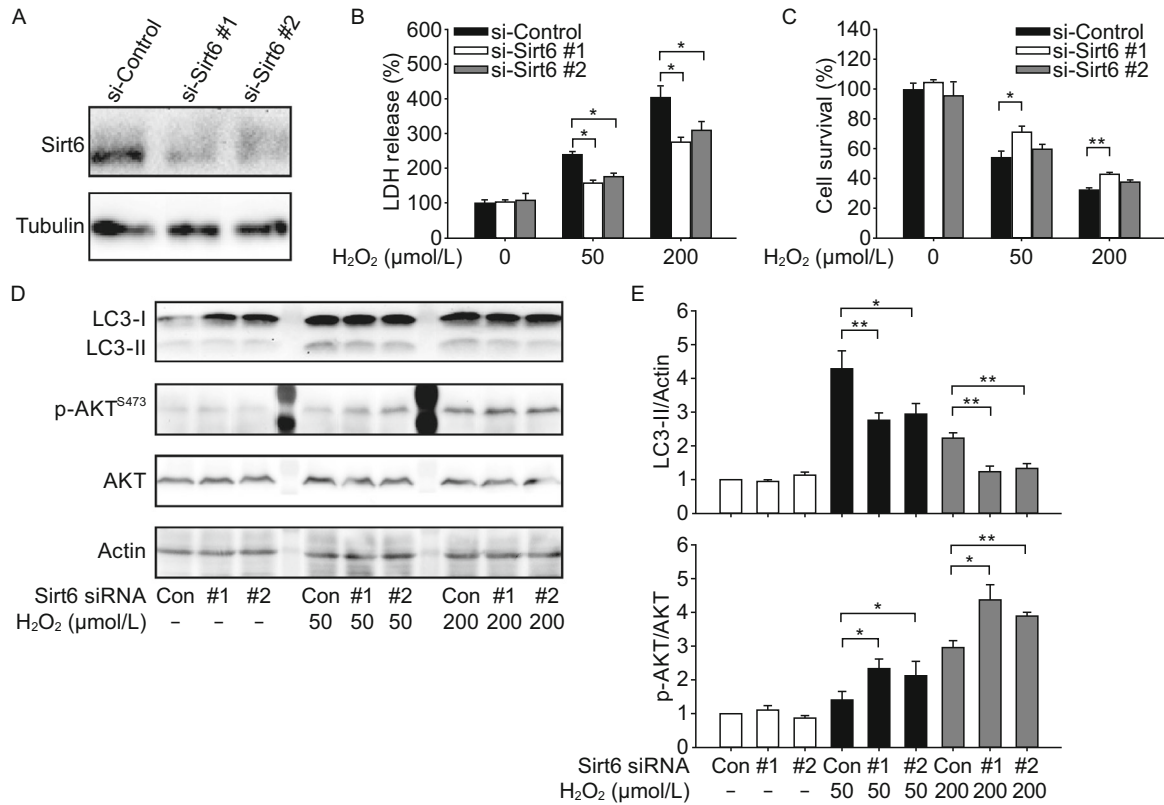 A
si-Control
si-Sirt6 #1
si-Sirt6 #2
Sirt6
Tubulin
B
si-Control
si-Sirt6 #1
si-Sirt6 #2
LDH release (%)
600
500
400
300
200
100
0
* * * *
H₂O₂ (μmol/L) 0 50 200
C
si-Control
si-Sirt6 #1
si-Sirt6 #2
Cell survival (%)
140
120
100
80
60
40
20
0
* **
H₂O₂ (μmol/L) 0 50 200
D
LC3-I
LC3-II
p-AKT^S473
AKT
Actin
Sirt6 siRNA Con #1 #2 Con #1 #2 Con #1 #2
H₂O₂ (μmol/L) – – – 50 50 50 200 200 200
E
LC3-II/Actin
6
5
4
3
2
1
0
* ** ** **
p-AKT/AKT
6
5
4
3
2
1
0
* * ** *
Sirt6 siRNA Con #1 #2 Con #1 #2 Con #1 #2
H₂O₂ (μmol/L) – – – 50 50 50 200 200 200